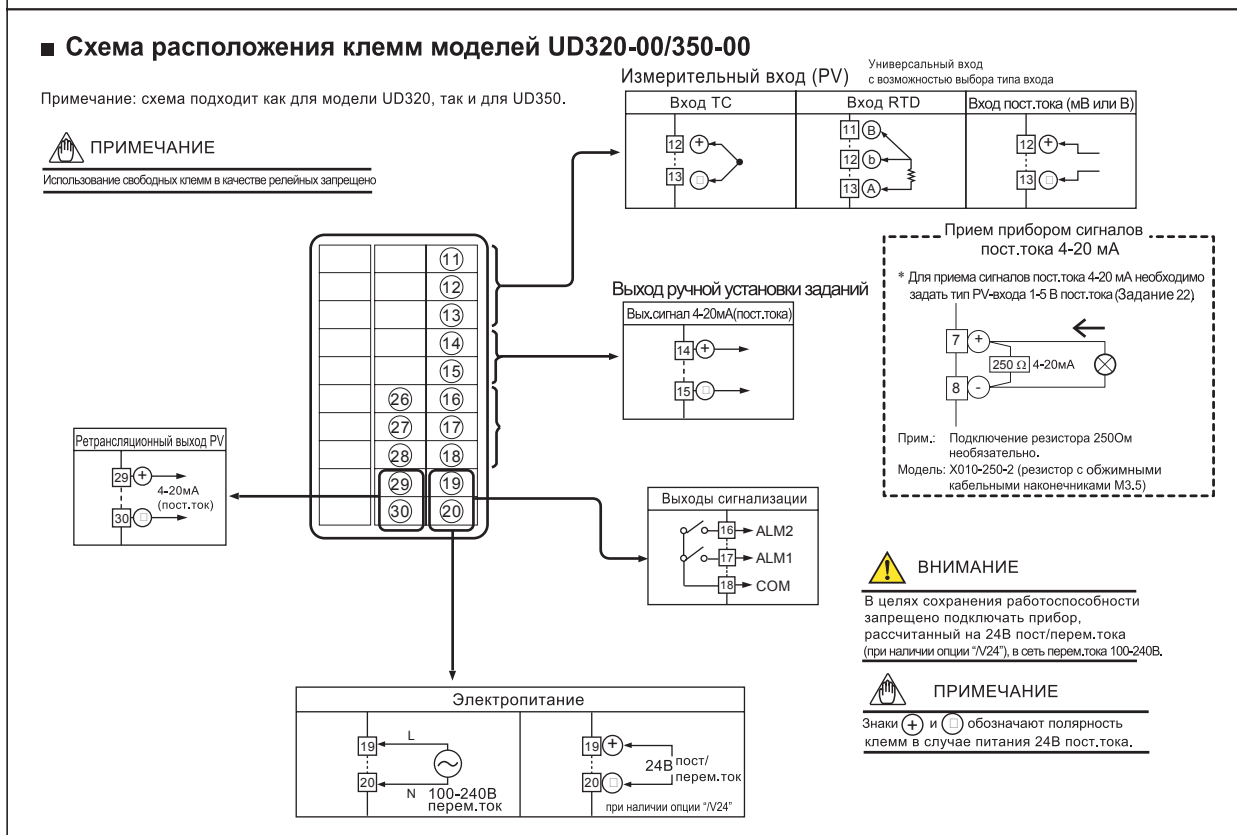 ■ Схема расположения клемм моделей UD320-00/350-00
Примечание: схема подходит как для модели UD320, так и для UD350.
ПРИМЕЧАНИЕ
Использование свободных клемм в качестве релейных запрещено
Измерительный вход (PV)
Универсальный вход
с возможностью выбора типа входа
Вход TC
12 +
13
Вход RTD
11 B
12 b
13 A
Вход пост.тока (мВ или В)
12 +
13
11
12
13
14
15
26 16
27 17
28 18
29 19
30 20
Выход ручной установки заданий
Вых.сигнал 4-20мА(пост.тока)
14 +
15
Прием прибором сигналов
пост.тока 4-20 мА
* Для приема сигналов пост.тока 4-20 мА необходимо
задать тип PV-входа 1-5 В пост.тока (Задание 22)
7 +
250 Ω 4-20мА
8 -
Прим.: Подключение резистора 250Ом
необязательно.
Модель: X010-250-2 (резистор с обжимными
кабельными наконечниками М3.5)
Ретрансляционный выход PV
29 +
4-20мА
(пост.ток)
30
Выходы сигнализации
16 ALM2
17 ALM1
18 COM
ВНИМАНИЕ
В целях сохранения работоспособности
запрещено подключать прибор,
рассчитанный на 24В пост/перем.тока
(при наличии опции “/V24”), в сеть перем.тока 100-240В.
ПРИМЕЧАНИЕ
Знаки + и обозначают полярность
клемм в случае питания 24В пост.тока.
Электропитание
19 L
20 N 100-240В
перем.ток
19 +
24В пост/
перем.ток
20
при наличии опции “/V24”